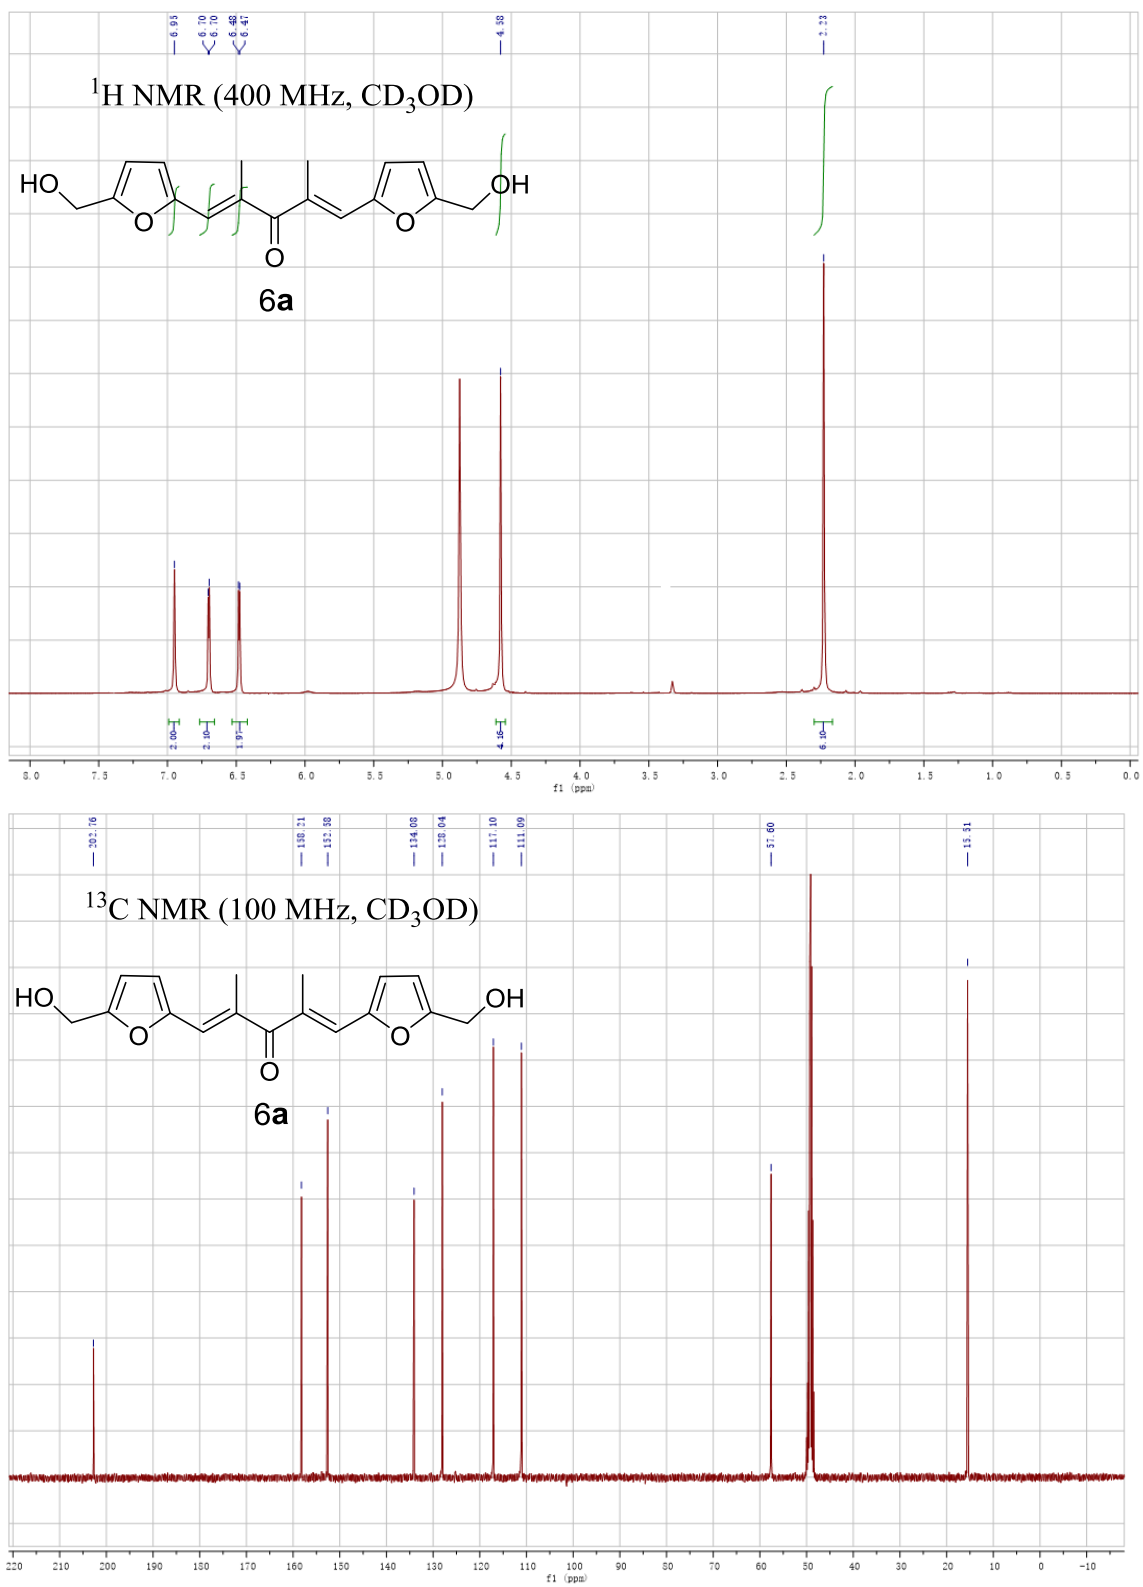 6.95 6.70 6.70 6.48 6.47 4.58 2.23
1H NMR (400 MHz, CD3OD)
HO O O O OH
6a
2.00 2.10 1.97 4.16 6.10
8.0 7.5 7.0 6.5 6.0 5.5 5.0 4.5 4.0 3.5 3.0 2.5 2.0 1.5 1.0 0.5 0.0
f1 (ppm)
202.76 158.21 152.58 134.08 128.04 117.10 111.09 57.60 15.51
13C NMR (100 MHz, CD3OD)
HO O O O OH
6a
220 210 200 190 180 170 160 150 140 130 120 110 100 90 80 70 60 50 40 30 20 10 0 -10
f1 (ppm)